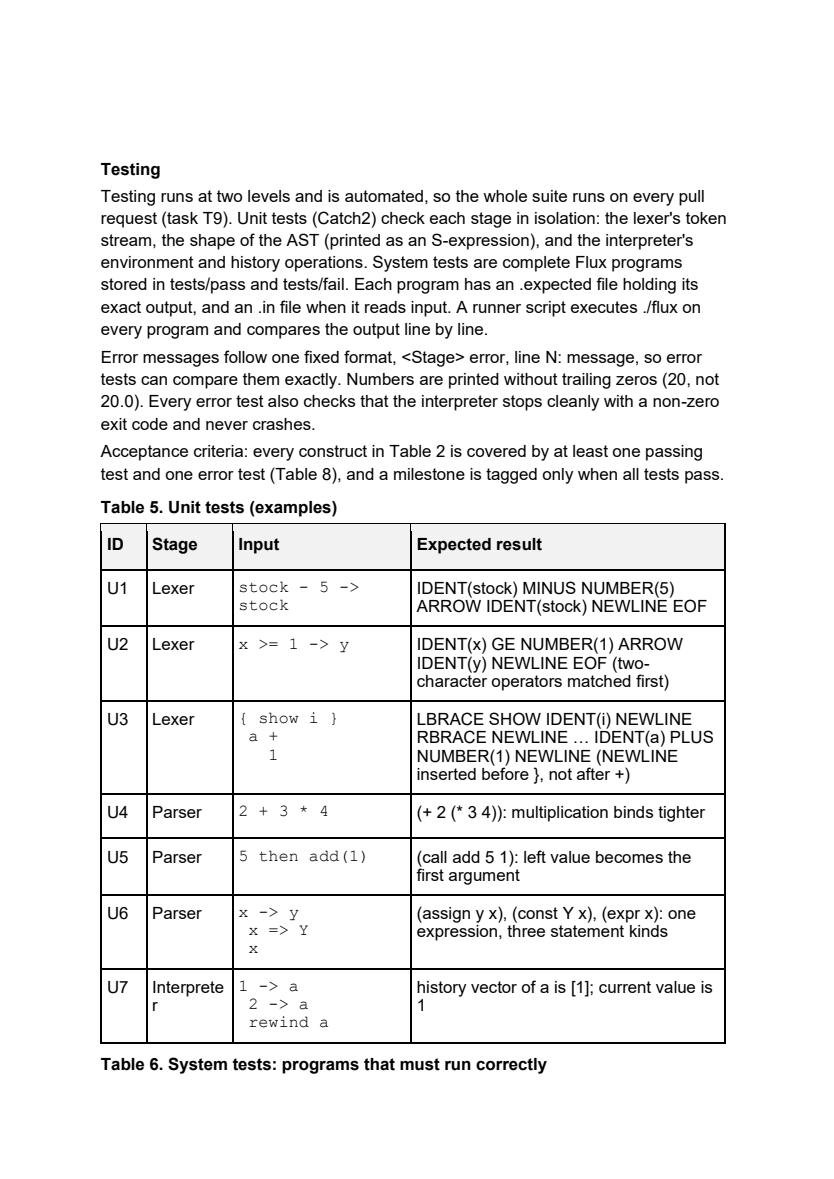 Testing
Testing runs at two levels and is automated, so the whole suite runs on every pull
request (task T9). Unit tests (Catch2) check each stage in isolation: the lexer's token
stream, the shape of the AST (printed as an S-expression), and the interpreter's
environment and history operations. System tests are complete Flux programs
stored in tests/pass and tests/fail. Each program has an .expected file holding its
exact output, and an .in file when it reads input. A runner script executes ./flux on
every program and compares the output line by line.
Error messages follow one fixed format, <Stage> error, line N: message, so error
tests can compare them exactly. Numbers are printed without trailing zeros (20, not
20.0). Every error test also checks that the interpreter stops cleanly with a non-zero
exit code and never crashes.
Acceptance criteria: every construct in Table 2 is covered by at least one passing
test and one error test (Table 8), and a milestone is tagged only when all tests pass.
Table 5. Unit tests (examples)
ID Stage Input Expected result
U1 Lexer stock - 5 -> IDENT(stock) MINUS NUMBER(5)
stock ARROW IDENT(stock) NEWLINE EOF
U2 Lexer x >= 1 -> y IDENT(x) GE NUMBER(1) ARROW
IDENT(y) NEWLINE EOF (two-
character operators matched first)
U3 Lexer { show i } LBRACE SHOW IDENT(i) NEWLINE
a + RBRACE NEWLINE … IDENT(a) PLUS
1 NUMBER(1) NEWLINE (NEWLINE
inserted before }, not after +)
U4 Parser 2 + 3 * 4 (+ 2 (* 3 4)): multiplication binds tighter
U5 Parser 5 then add(1) (call add 5 1): left value becomes the
first argument
U6 Parser x -> y (assign y x), (const Y x), (expr x): one
x => Y expression, three statement kinds
x
U7 Interprete 1 -> a history vector of a is [1]; current value is
r 2 -> a 1
rewind a
Table 6. System tests: programs that must run correctly